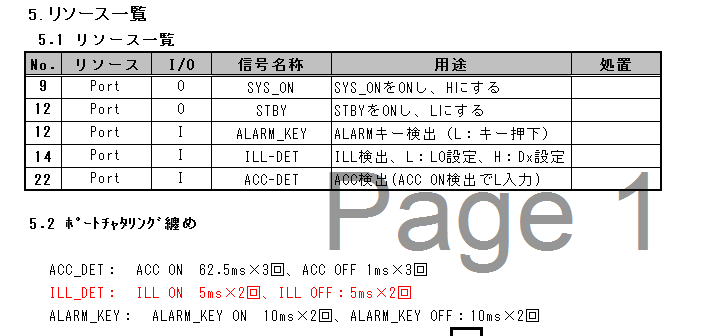 5.リソース一覧
5.1 リソース一覧
No. リソース I/O 信号名称 用途 処置
9 Port O SYS_ON SYS_ONをONし、Hにする
12 Port O STBY STBYをONし、Lにする
12 Port I ALARM_KEY ALARMキー検出（L：キー押下）
14 Port I ILL-DET ILL検出、L：LO設定、H：Dx設定
22 Port I ACC-DET ACC検出(ACC ON検出でL入力)
Page 1
5.2 ﾎﾟｰﾄﾁｬﾀﾘﾝｸﾞ纏め
ACC_DET： ACC ON 62.5ms×3回、ACC OFF 1ms×3回
ILL_DET： ILL ON 5ms×2回、ILL OFF：5ms×2回
ALARM_KEY： ALARM_KEY ON 10ms×2回、ALARM_KEY OFF：10ms×2回